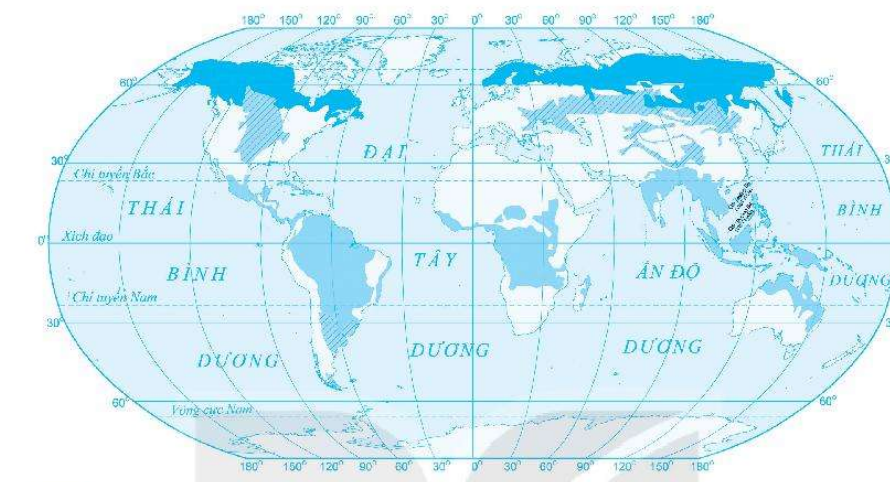 180° 150° 120° 90° 60° 30° 0° 30° 60° 90° 120° 150° 180°
60° 60°
ĐẠI
THÁI
30°
Chí tuyến Bắc
THÁI
BÌNH
0° Xích đạo
TÂY
BÌNH
ẤN ĐỘ
DƯƠNG
Chí tuyến Nam
30°
DƯƠNG
DƯƠNG
DƯƠNG
60° 60°
Vòng cực Nam
180° 150° 120° 90° 60° 30° 0° 30° 60° 90° 120° 150° 180°